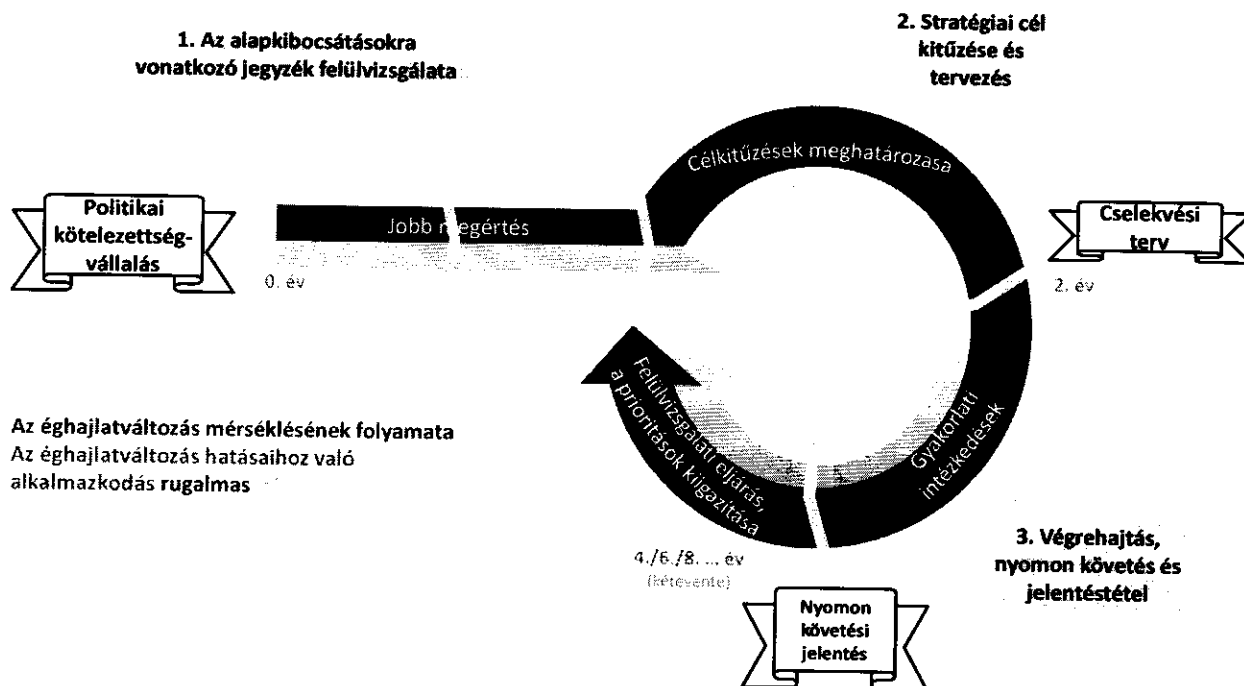 1. Az alapkibocsátásokra
vonatkozó jegyzék felülvizsgálata
2. Stratégiai cél
kitűzése és
tervezés
Célkitűzések meghatározasa
Politikai
kötelezettség-
vállalás
Jobb megértés
Cselekvési
terv
0. év
2. év
Felülvizsgálati eljárás,
a prioritások kiigazítása
Gyakorlati
intézkedések
Az éghajlatváltozás mérséklésének folyamata
Az éghajlatváltozás hatásaihoz való
alkalmazkodás rugalmas
3. Végrehajtás,
nyomon követés és
jelentéstétel
4./6./8. ... év
(kétevente)
Nyomon
követési
jelentés